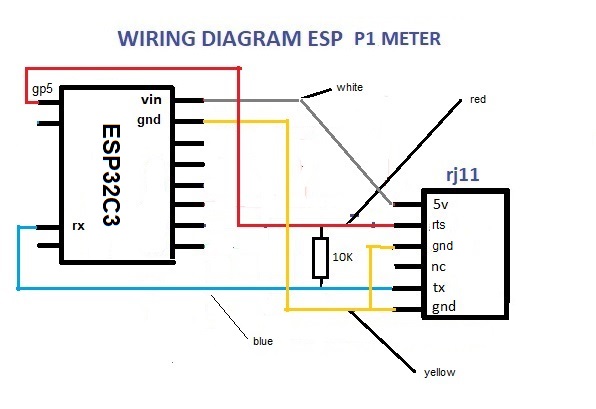 WIRING DIAGRAM ESP P1 METER
gp5
vin
gnd
ESP32C3
rx
white
red
rj11
5v
rts
gnd
nc
tx
gnd
10K
blue
yellow